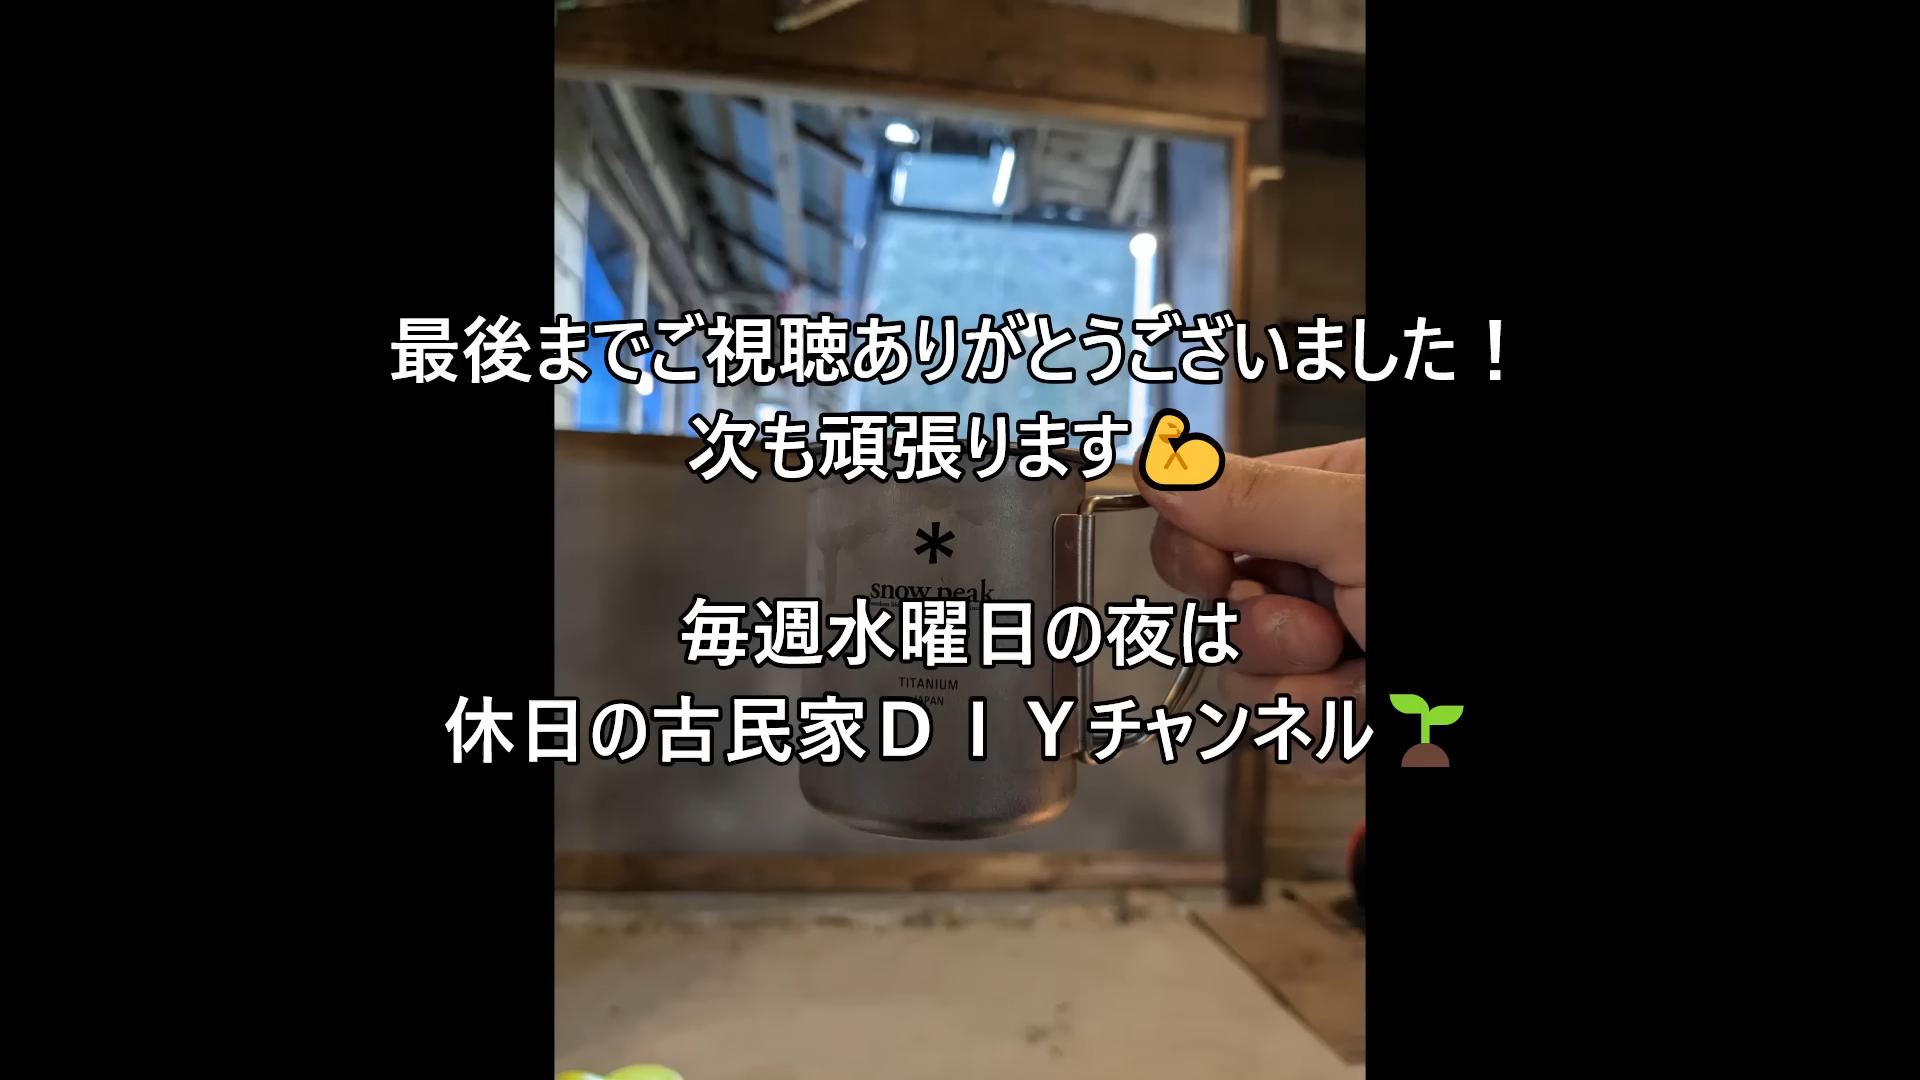 最後までご視聴ありがとうございました！
次も頑張ります💪
snow peak
毎週水曜日の夜は
TITANIUM
JAPAN
休日の古民家ＤＩＹチャンネル🌱